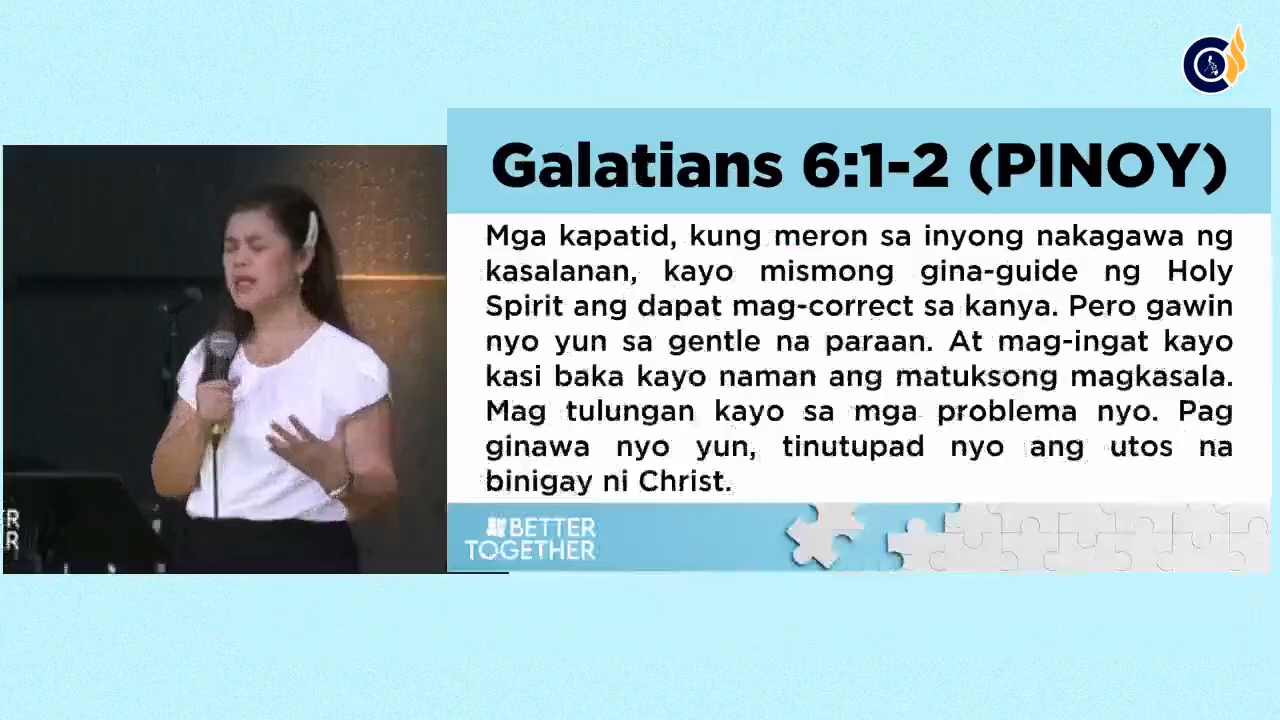 Galatians 6:1-2 (PINOY)
Mga kapatid, kung meron sa inyong nakagawa ng
kasalanan, kayo mismong gina-guide ng Holy
Spirit ang dapat mag-correct sa kanya. Pero gawin
nyo yun sa gentle na paraan. At mag-ingat kayo
kasi baka kayo naman ang matuksong magkasala.
Mag tulungan kayo sa mga problema nyo. Pag
ginawa nyo yun, tinutupad nyo ang utos na
binigay ni Christ.
BETTER
TOGETHER
R
R